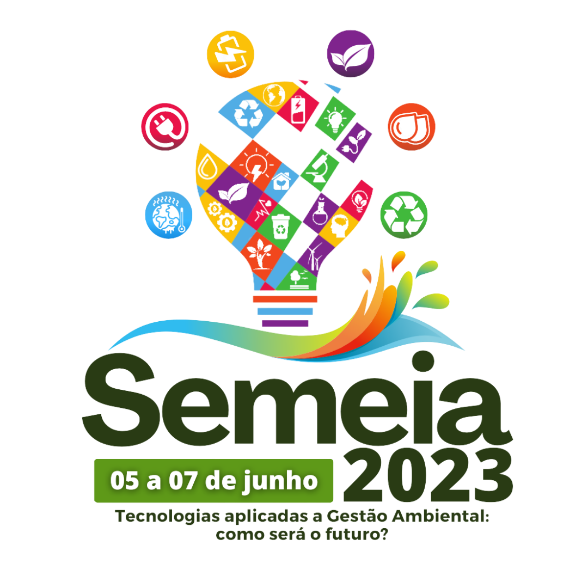 Semeia
05 a 07 de junho 2023
Tecnologias aplicadas a Gestão Ambiental:
como será o futuro?